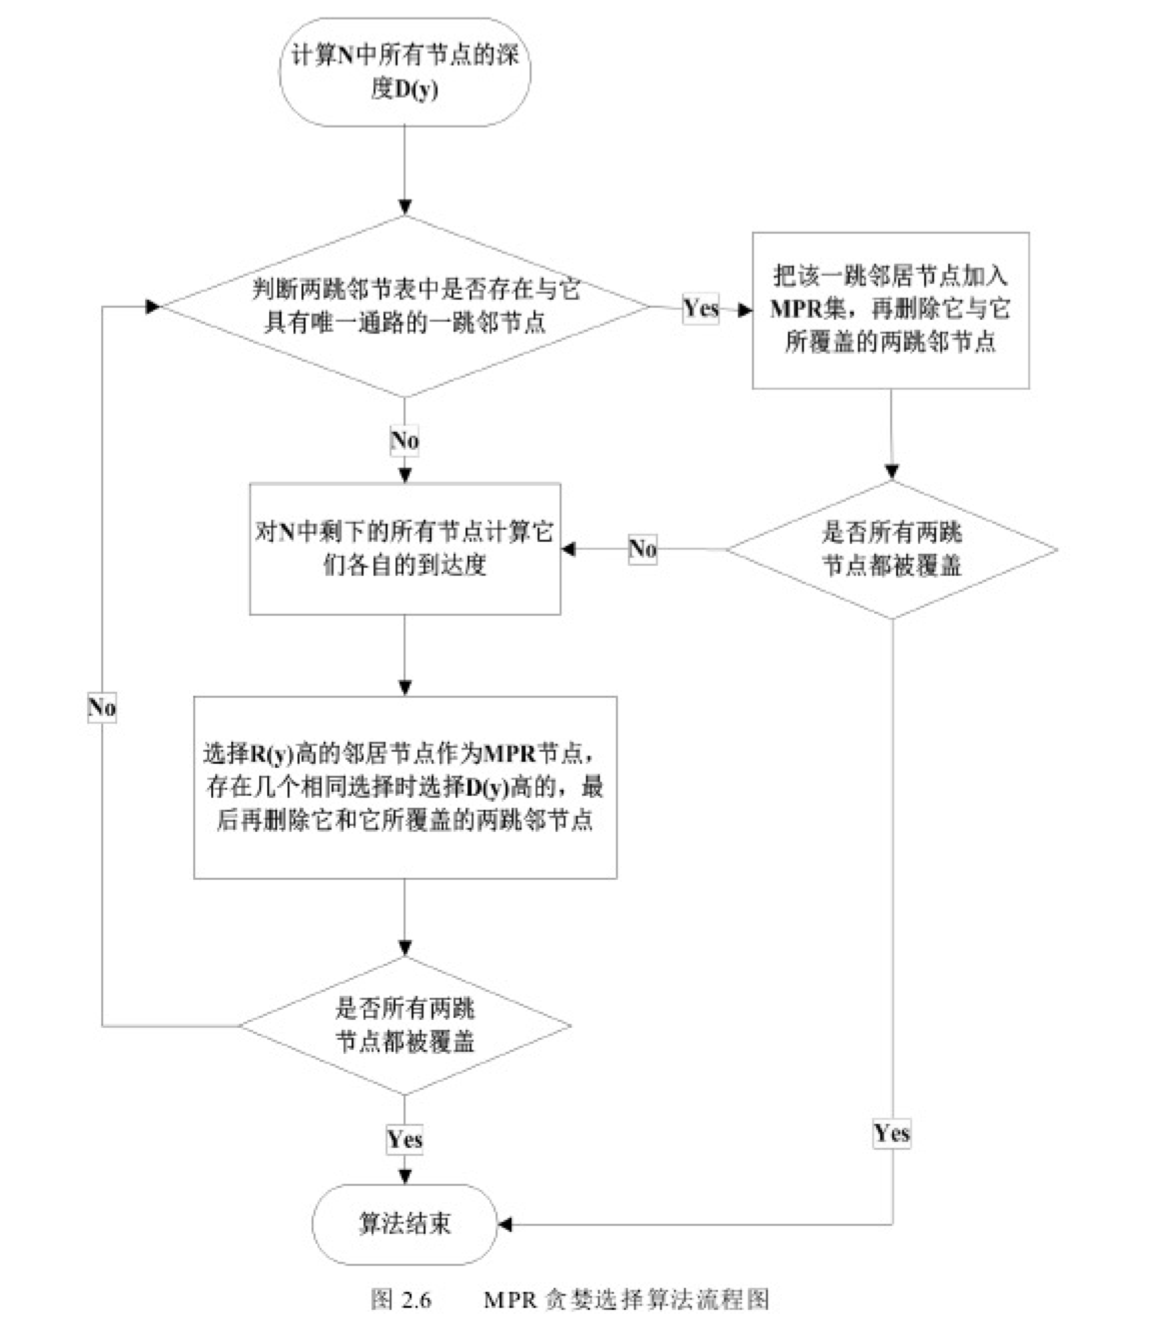 计算N中所有节点的深
度D(y)
判断两跳邻节表中是否存在与它
具有唯一通路的一跳邻节点
Yes
把该一跳邻居节点加入
MPR集，再删除它与它
所覆盖的两跳邻节点
No
对N中剩下的所有节点计算它
们各自的到达度
No
是否所有两跳
节点都被覆盖
No
选择R(y)高的邻居节点作为MPR节点，
存在几个相同选择时选择D(y)高的，最
后再删除它和它所覆盖的两跳邻节点
是否所有两跳
节点都被覆盖
Yes
Yes
算法结束
图 2.6 MPR 贪婪选择算法流程图